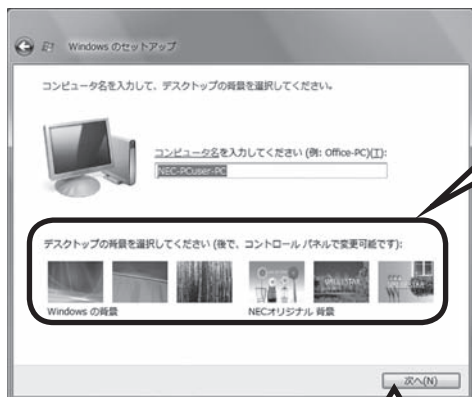 Windows のセットアップ
コンピュータ名を入力して、デスクトップの背景を選択してください。
コンピュータ名を入力してください (例: Office-PC)(T):
NEC-PCuser-PC
デスクトップの背景を選択してください (後で、コントロール パネルで変更可能です):
VALUESTAR
Windows の背景
NECオリジナル 背景
次へ(N)